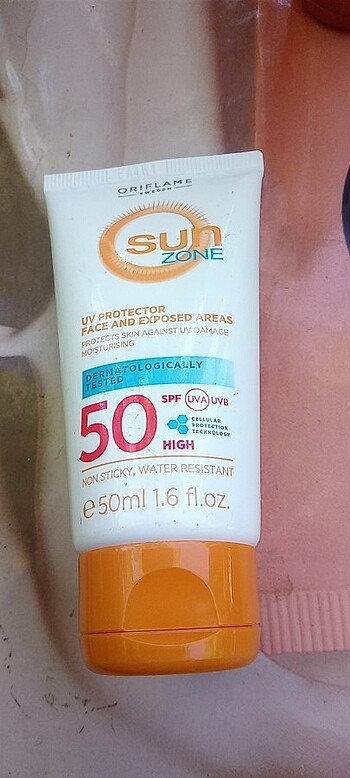 ORIFLAME
SWEDEN
sun
ZONE
UV PROTECTOR
FACE AND EXPOSED AREAS
PROTECTS SKIN AGAINST UV DAMAGE
MOISTURISING
DERMATOLOGICALLY
TESTED
50 SPF UVA UVB
CELLULAR
PROTECTION
TECHNOLOGY
HIGH
NON STICKY, WATER RESISTANT
℮50ml 1.6 fl.oz.